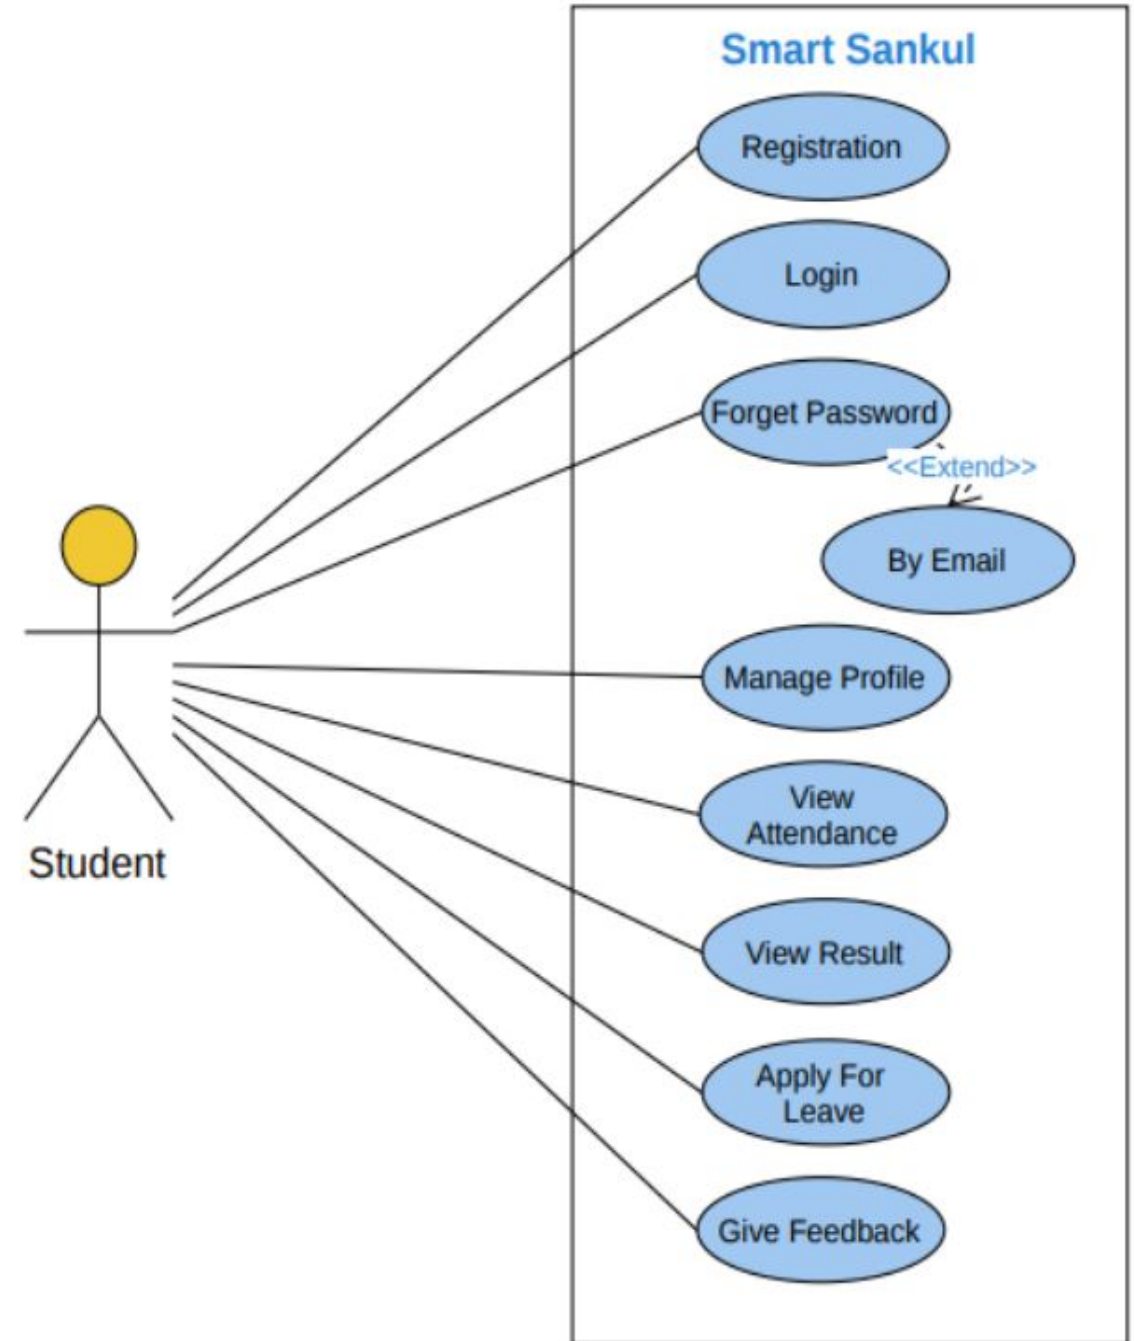 Smart Sankul
Registration
Login
Forget Password
<<Extend>>
By Email
Manage Profile
View
Attendance
Student
View Result
Apply For
Leave
Give Feedback